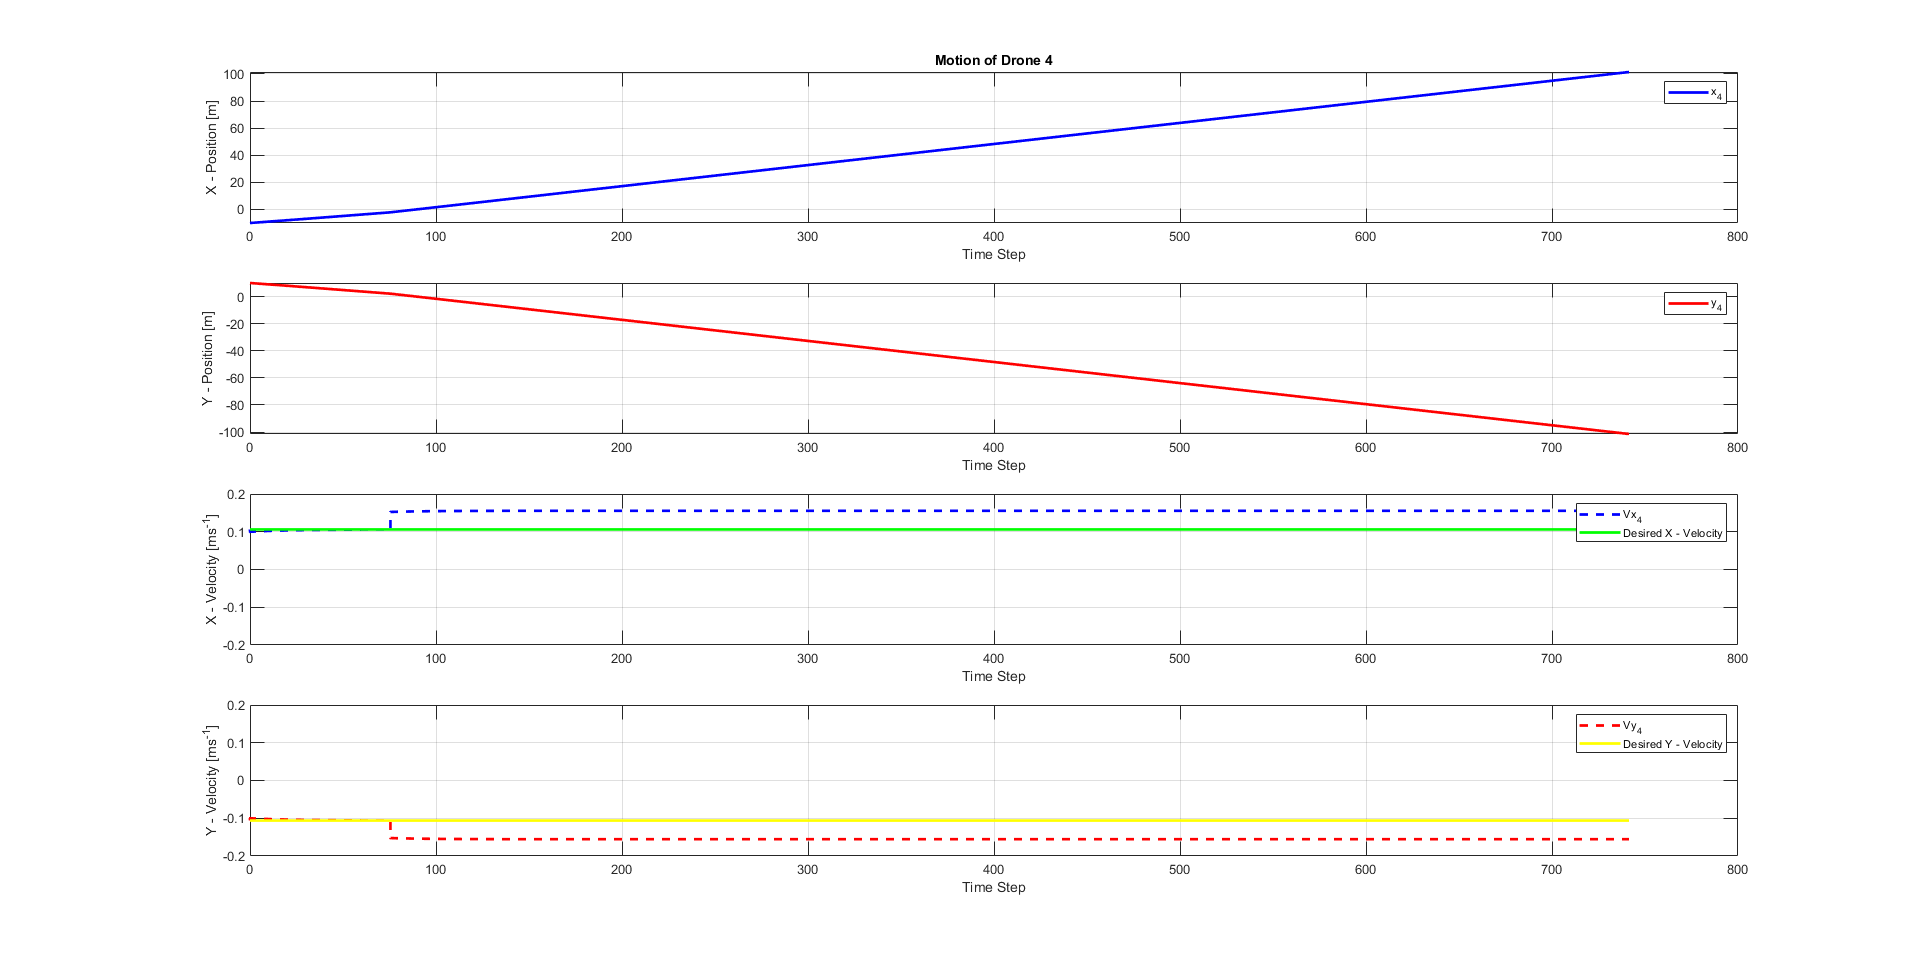 Motion of Drone 4
100
80
60
40
20
0
X - Position [m]
x4
0 100 200 300 400 500 600 700 800
Time Step
0
-20
-40
-60
-80
-100
Y - Position [m]
y4
0 100 200 300 400 500 600 700 800
Time Step
0.2
0.1
0
-0.1
-0.2
X - Velocity [ms-1]
Vx4
Desired X - Velocity
0 100 200 300 400 500 600 700 800
Time Step
0.2
0.1
0
-0.1
-0.2
Y - Velocity [ms-1]
Vy4
Desired Y - Velocity
0 100 200 300 400 500 600 700 800
Time Step